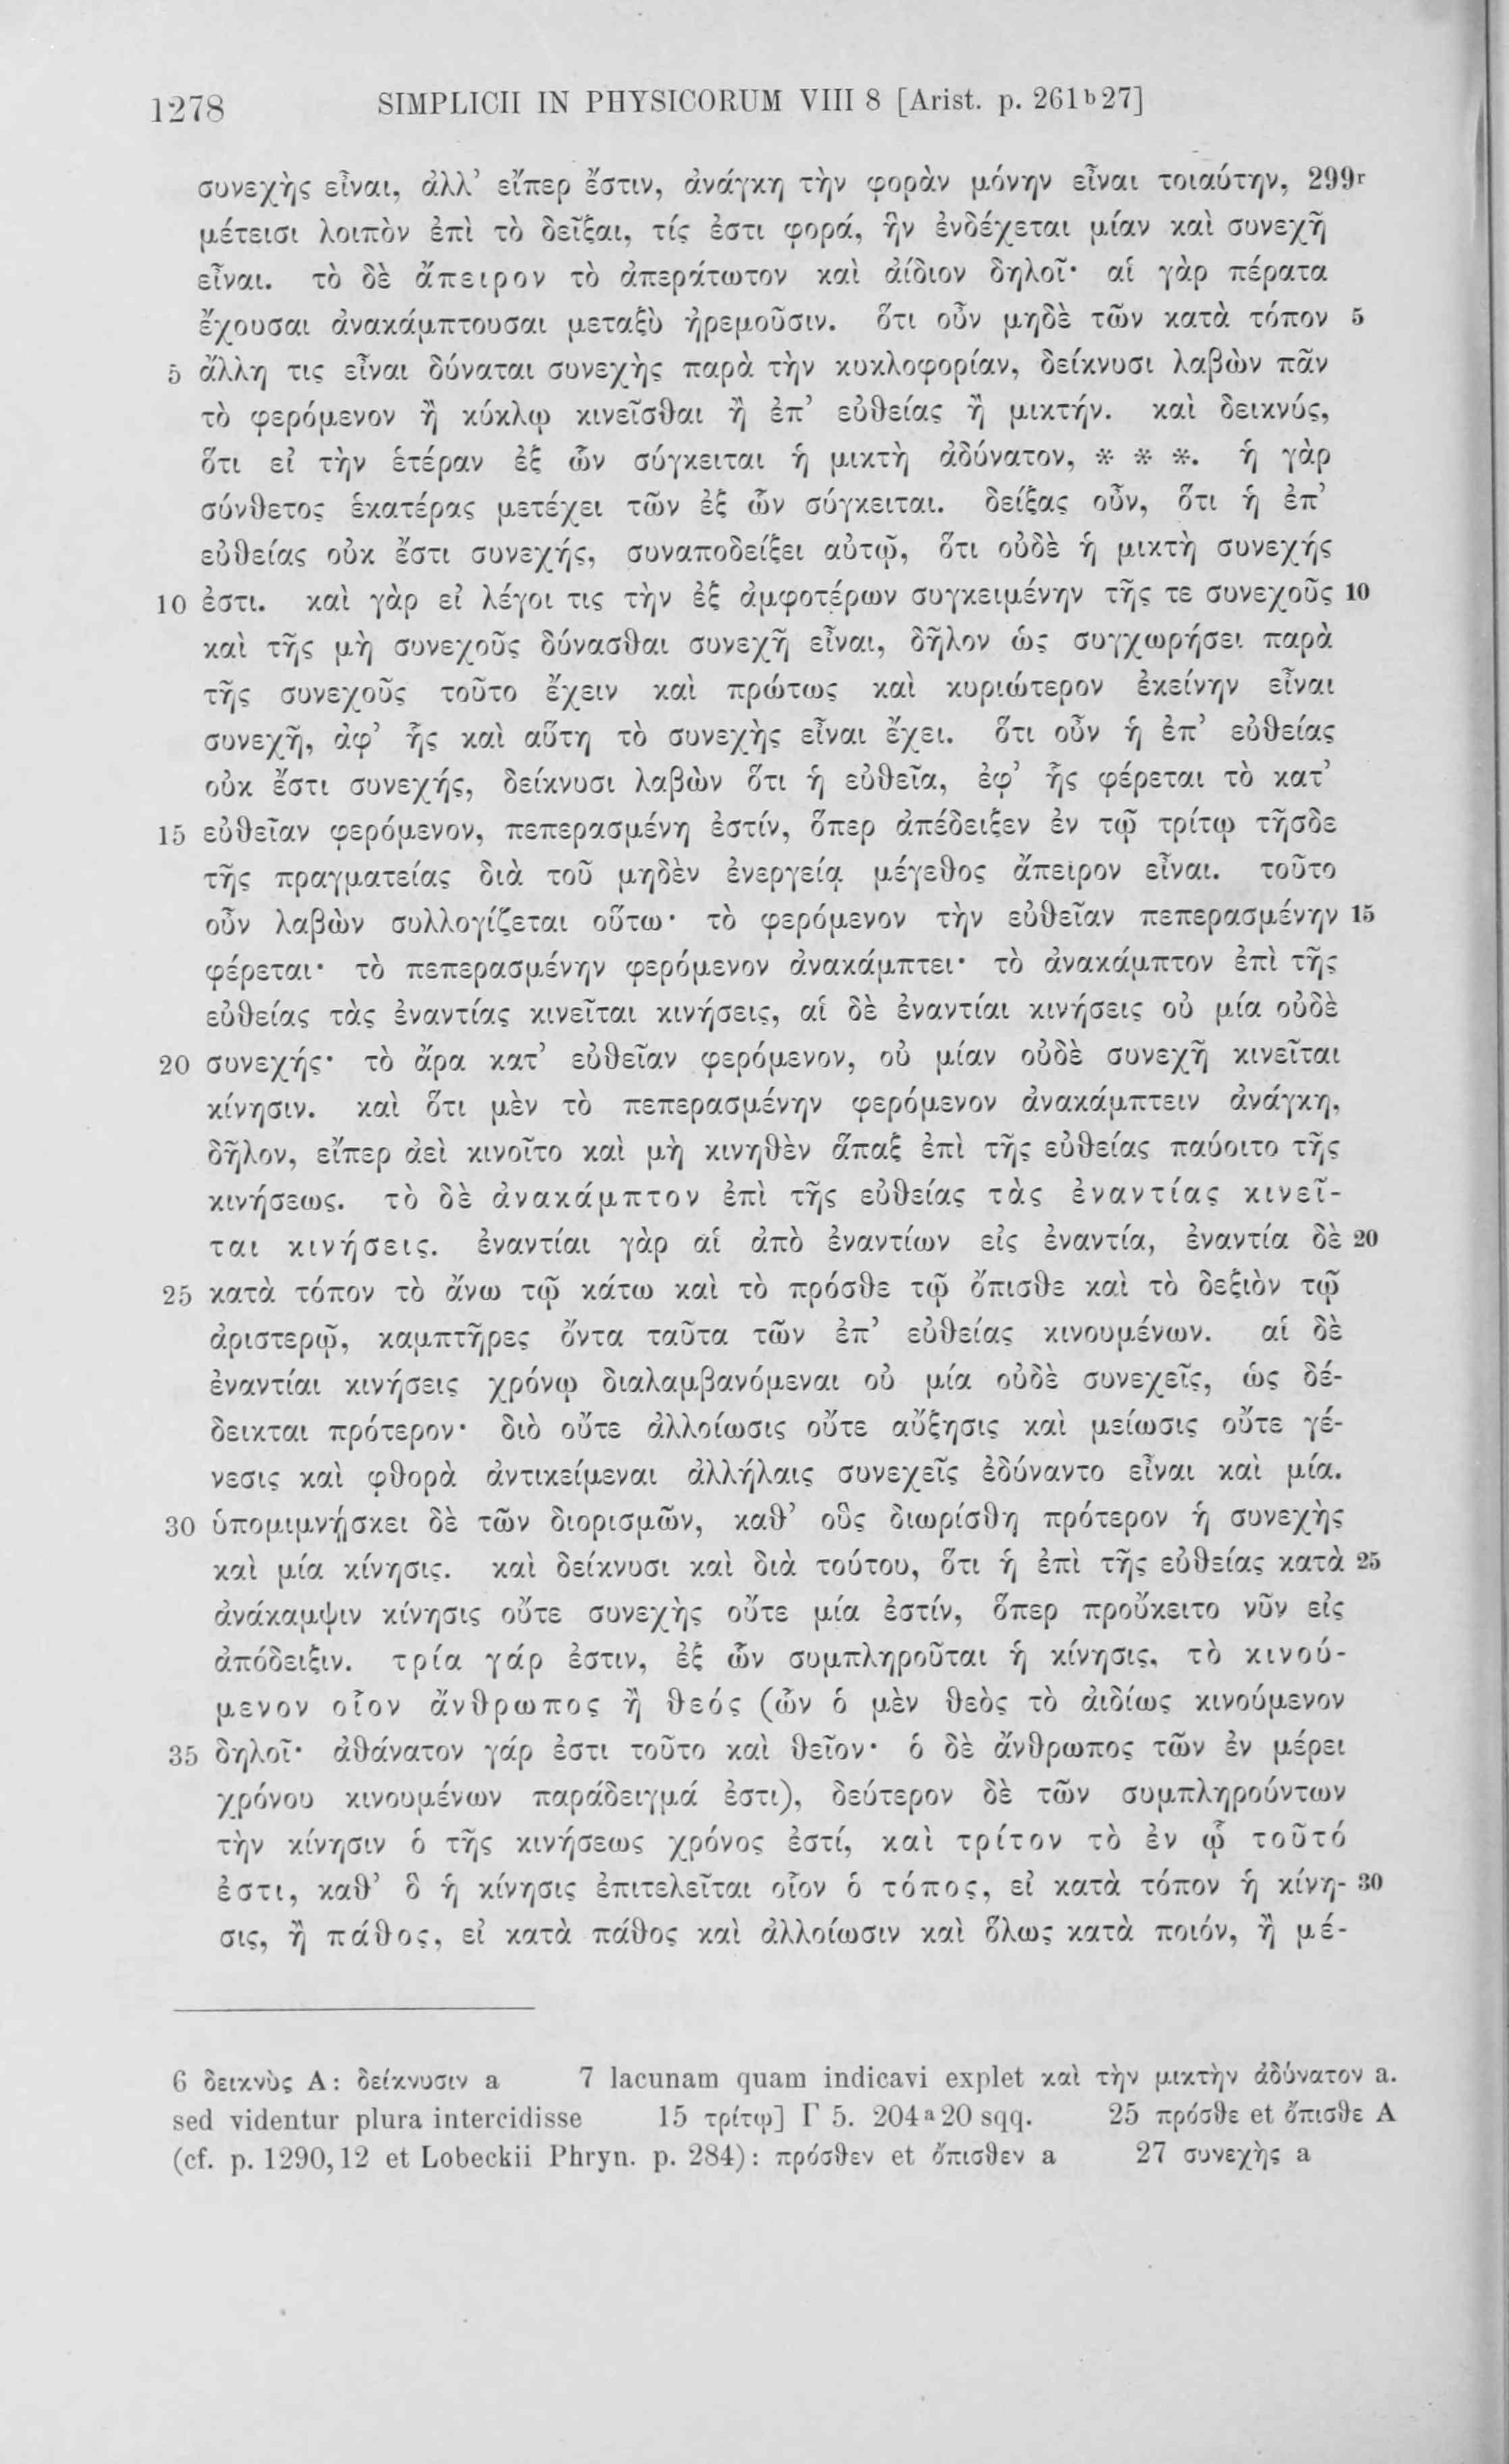 1278 SIMPLICII IN PHYSICORUM VIII 8 [Arist. p. 261b27]
συνεχὴς εἶναι, ἀλλ’ εἴπερ ἔστιν, ἀνάγκη τὴν φορὰν μόνην εἶναι τοιαύτην, 299r
μέτεισι λοιπὸν ἐπὶ τὸ δεῖξαι, τίς ἐστι φορά, ἣν ἐνδέχεται μίαν καὶ συνεχῆ
εἶναι. τὸ δὲ ἄπειρον τὸ ἀπεράτωτον καὶ ἀίδιον δηλοῖ· αἱ γὰρ πέρατα
ἔχουσαι ἀνακάμπτουσαι μεταξὺ ἠρεμοῦσιν. ὅτι οὖν μηδὲ τῶν κατὰ τόπον 5
5 ἄλλη τις εἶναι δύναται συνεχὴς παρὰ τὴν κυκλοφορίαν, δείκνυσι λαβὼν πᾶν
τὸ φερόμενον ἢ κύκλῳ κινεῖσθαι ἢ ἐπ’ εὐθείας ἢ μικτήν. καὶ δεικνύς,
ὅτι εἰ τὴν ἑτέραν ἐξ ὧν σύγκειται ἡ μικτὴ ἀδύνατον, * * *. ἡ γὰρ
σύνθετος ἑκατέρας μετέχει τῶν ἐξ ὧν σύγκειται. δείξας οὖν, ὅτι ἡ ἐπ’
εὐθείας οὐκ ἔστι συνεχής, συναποδείξει αὐτῷ, ὅτι οὐδὲ ἡ μικτὴ συνεχής
10 ἐστι. καὶ γὰρ εἰ λέγοι τις τὴν ἐξ ἀμφοτέρων συγκειμένην τῆς τε συνεχοῦς 10
καὶ τῆς μὴ συνεχοῦς δύνασθαι συνεχῆ εἶναι, δῆλον ὡς συγχωρήσει παρὰ
τῆς συνεχοῦς τοῦτο ἔχειν καὶ πρώτως καὶ κυριώτερον ἐκείνην εἶναι
συνεχῆ, ἀφ’ ἧς καὶ αὕτη τὸ συνεχὴς εἶναι ἔχει. ὅτι οὖν ἡ ἐπ’ εὐθείας
οὐκ ἔστι συνεχής, δείκνυσι λαβὼν ὅτι ἡ εὐθεῖα, ἐφ’ ἧς φέρεται τὸ κατ’
15 εὐθεῖαν φερόμενον, πεπερασμένη ἐστίν, ὅπερ ἀπέδειξεν ἐν τῷ τρίτῳ τῆσδε
τῆς πραγματείας διὰ τοῦ μηδὲν ἐνεργείᾳ μέγεθος ἄπειρον εἶναι. τοῦτο
οὖν λαβὼν συλλογίζεται οὕτω· τὸ φερόμενον τὴν εὐθεῖαν πεπερασμένην 15
φέρεται· τὸ πεπερασμένην φερόμενον ἀνακάμπτει· τὸ ἀνακάμπτον ἐπὶ τῆς
εὐθείας τὰς ἐναντίας κινεῖται κινήσεις, αἱ δὲ ἐναντίαι κινήσεις οὐ μία οὐδὲ
20 συνεχής· τὸ ἄρα κατ’ εὐθεῖαν φερόμενον, οὐ μίαν οὐδὲ συνεχῆ κινεῖται
κίνησιν. καὶ ὅτι μὲν τὸ πεπερασμένην φερόμενον ἀνακάμπτειν ἀνάγκη,
δῆλον, εἴπερ ἀεὶ κινοῖτο καὶ μὴ κινηθὲν ἅπαξ ἐπὶ τῆς εὐθείας παύοιτο τῆς
κινήσεως. τὸ δὲ ἀνακάμπτον ἐπὶ τῆς εὐθείας τὰς ἐναντίας κινεῖ-
ται κινήσεις. ἐναντίαι γὰρ αἱ ἀπὸ ἐναντίων εἰς ἐναντία, ἐναντία δὲ 20
25 κατὰ τόπον τὸ ἄνω τῷ κάτω καὶ τὸ πρόσθε τῷ ὄπισθε καὶ τὸ δεξιὸν τῷ
ἀριστερῷ, καμπτῆρες ὄντα ταῦτα τῶν ἐπ’ εὐθείας κινουμένων. αἱ δὲ
ἐναντίαι κινήσεις χρόνῳ διαλαμβανόμεναι οὐ μία οὐδὲ συνεχεῖς, ὡς δέ-
δεικται πρότερον· διὸ οὔτε ἀλλοίωσις οὔτε αὔξησις καὶ μείωσις οὔτε γέ-
νεσις καὶ φθορὰ ἀντικείμεναι ἀλλήλαις συνεχεῖς ἐδύναντο εἶναι καὶ μία.
30 ὑπομιμνῄσκει δὲ τῶν διορισμῶν, καθ’ οὓς διωρίσθη πρότερον ἡ συνεχὴς
καὶ μία κίνησις. καὶ δείκνυσι καὶ διὰ τούτου, ὅτι ἡ ἐπὶ τῆς εὐθείας κατὰ 25
ἀνάκαμψιν κίνησις οὔτε συνεχὴς οὔτε μία ἐστίν, ὅπερ προὔκειτο νῦν εἰς
ἀπόδειξιν. τρία γάρ ἐστιν, ἐξ ὧν συμπληροῦται ἡ κίνησις, τὸ κινού-
μενον οἷον ἄνθρωπος ἢ θεός (ὧν ὁ μὲν θεὸς τὸ ἀιδίως κινούμενον
35 δηλοῖ· ἀθάνατον γάρ ἐστι τοῦτο καὶ θεῖον· ὁ δὲ ἄνθρωπος τῶν ἐν μέρει
χρόνου κινουμένων παράδειγμά ἐστι), δεύτερον δὲ τῶν συμπληρούντων
τὴν κίνησιν ὁ τῆς κινήσεως χρόνος ἐστί, καὶ τρίτον τὸ ἐν ᾧ τοῦτό
ἐστι, καθ’ ὃ ἡ κίνησις ἐπιτελεῖται οἷον ὁ τόπος, εἰ κατὰ τόπον ἡ κίνη- 30
σις, ἢ πάθος, εἰ κατὰ πάθος καὶ ἀλλοίωσιν καὶ ὅλως κατὰ ποιόν, ἢ μέ-
6 δεικνὺς A: δείκνυσιν a 7 lacunam quam indicavi explet καὶ τὴν μικτὴν ἀδύνατον a.
sed videntur plura intercidisse 15 τρίτῳ] Γ 5. 204a20 sqq. 25 πρόσθε et ὄπισθε A
(cf. p. 1290,12 et Lobeckii Phryn. p. 284): πρόσθεν et ὄπισθεν a 27 συνεχὴς a